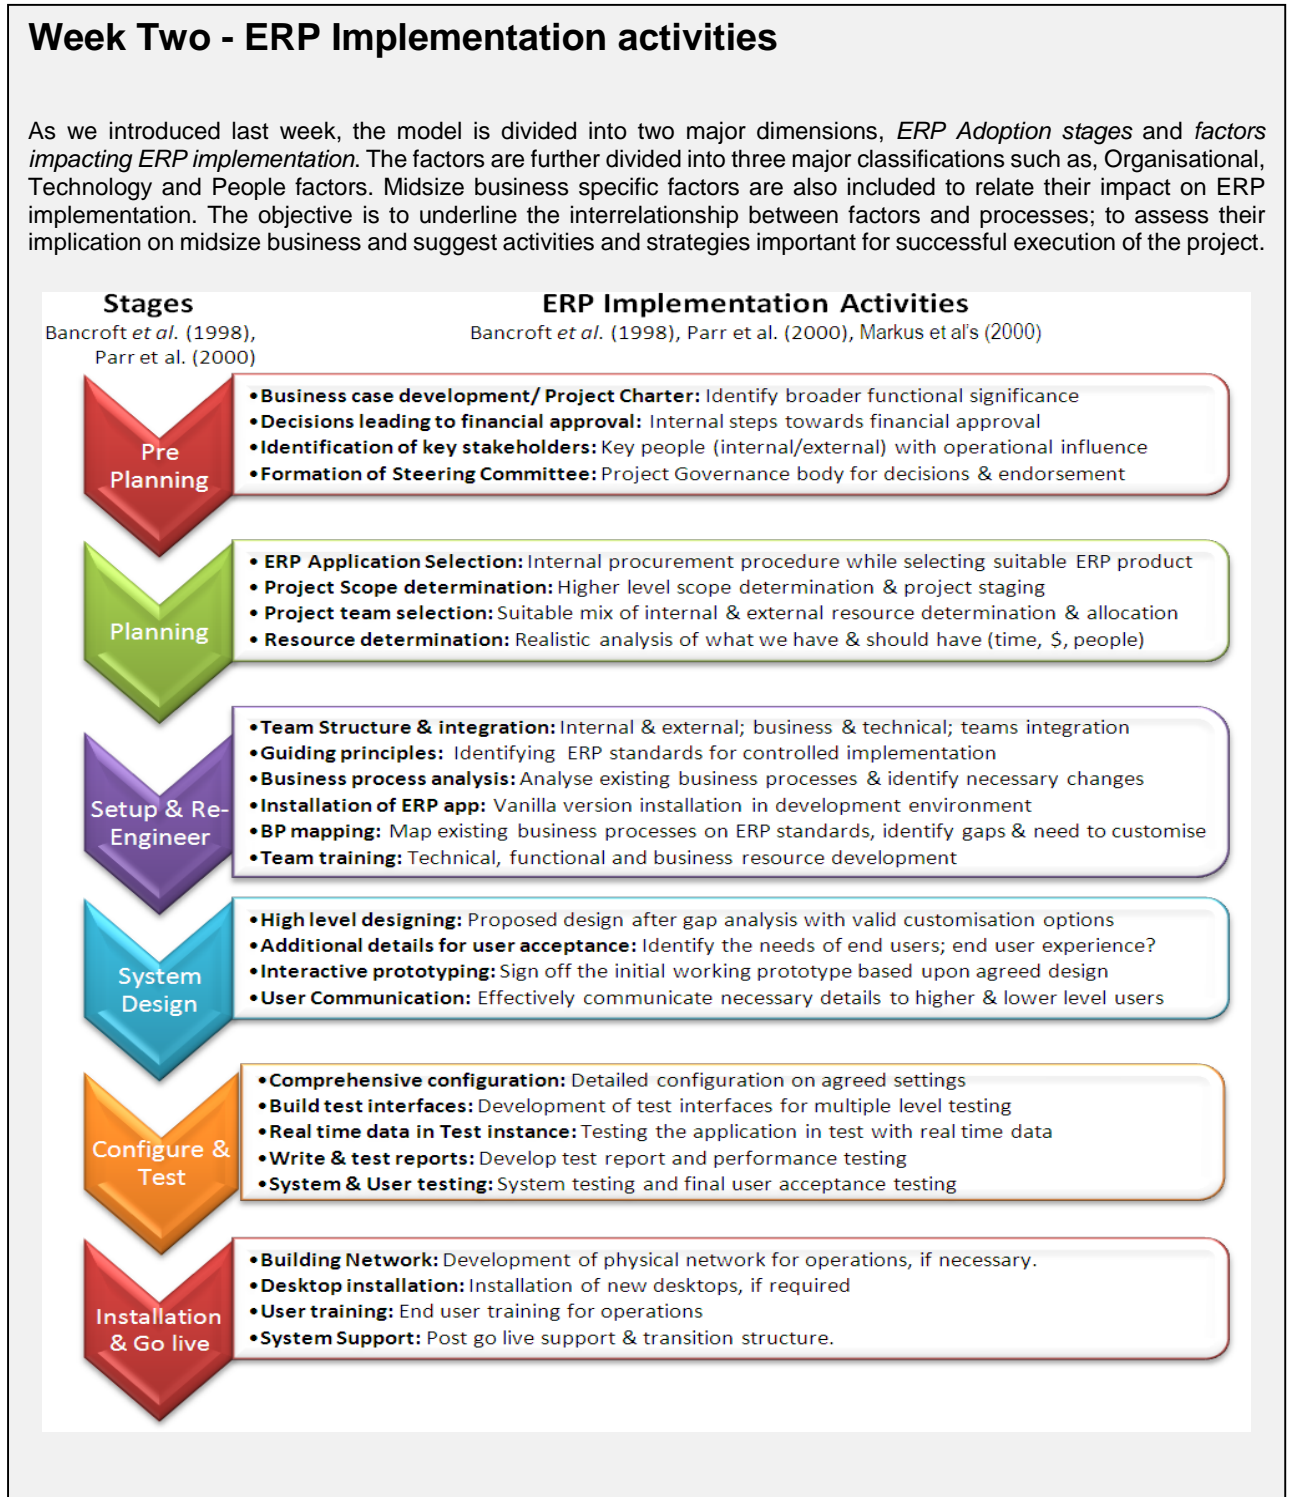 Week Two - ERP Implementation activities
As we introduced last week, the model is divided into two major dimensions, ERP Adoption stages and factors
impacting ERP implementation. The factors are further divided into three major classifications such as, Organisational,
Technology and People factors. Midsize business specific factors are also included to relate their impact on ERP
implementation. The objective is to underline the interrelationship between factors and processes; to assess their
implication on midsize business and suggest activities and strategies important for successful execution of the project.
Stages
Bancroft et al. (1998),
Parr et al. (2000)
ERP Implementation Activities
Bancroft et al. (1998), Parr et al. (2000), Markus et al's (2000)
Pre
Planning
•Business case development/ Project Charter: Identify broader functional significance
•Decisions leading to financial approval: Internal steps towards financial approval
•Identification of key stakeholders: Key people (internal/external) with operational influence
•Formation of Steering Committee: Project Governance body for decisions & endorsement
Planning
• ERP Application Selection: Internal procurement procedure while selecting suitable ERP product
• Project Scope determination: Higher level scope determination & project staging
• Project team selection: Suitable mix of internal & external resource determination & allocation
• Resource determination: Realistic analysis of what we have & should have (time, $, people)
Setup & Re-
Engineer
•Team Structure & integration: Internal & external; business & technical; teams integration
•Guiding principles: Identifying ERP standards for controlled implementation
•Business process analysis: Analyse existing business processes & identify necessary changes
•Installation of ERP app: Vanilla version installation in development environment
•BP mapping: Map existing business processes on ERP standards, identify gaps & need to customise
•Team training: Technical, functional and business resource development
System
Design
•High level designing: Proposed design after gap analysis with valid customisation options
•Additional details for user acceptance: Identify the needs of end users; end user experience?
•Interactive prototyping: Sign off the initial working prototype based upon agreed design
•User Communication: Effectively communicate necessary details to higher & lower level users
Configure &
Test
•Comprehensive configuration: Detailed configuration on agreed settings
•Build test interfaces: Development of test interfaces for multiple level testing
•Real time data in Test instance: Testing the application in test with real time data
•Write & test reports: Develop test report and performance testing
•System & User testing: System testing and final user acceptance testing
Installation
& Go live
•Building Network: Development of physical network for operations, if necessary.
•Desktop installation: Installation of new desktops, if required
•User training: End user training for operations
•System Support: Post go live support & transition structure.